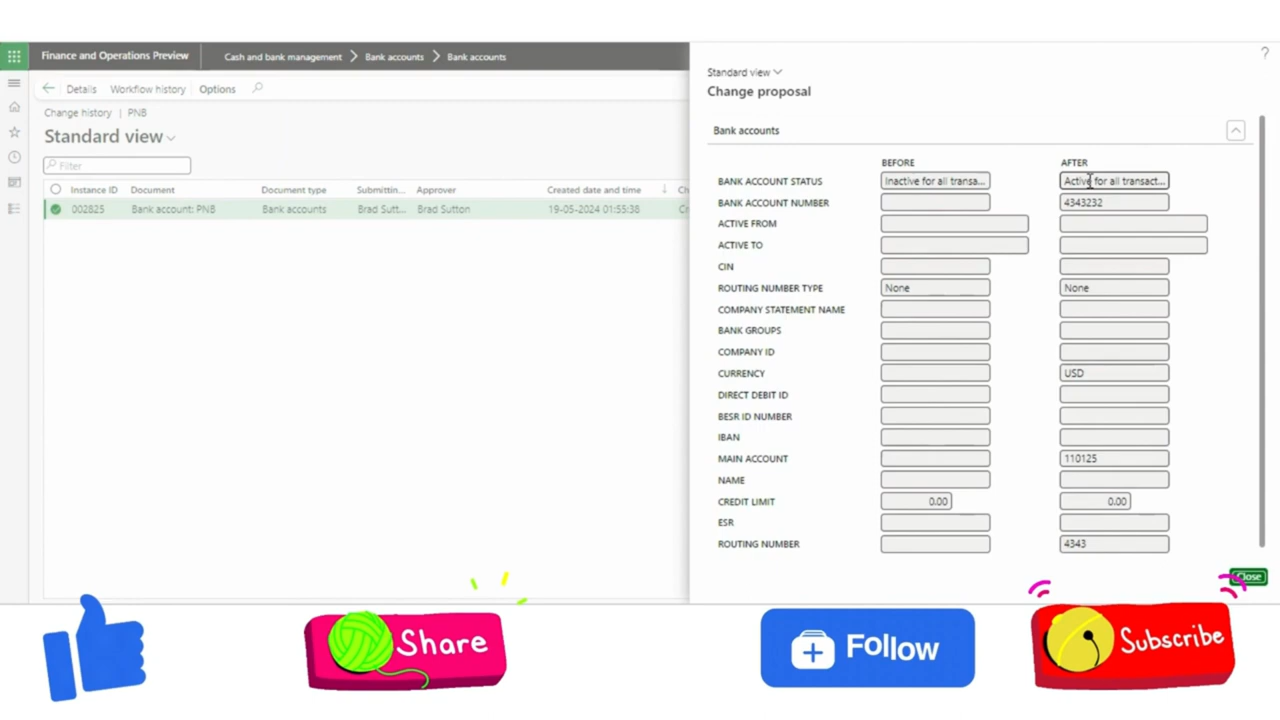 Finance and Operations Preview
Cash and bank management > Bank accounts > Bank accounts
Details Workflow history Options
Change history | PNB
Standard view
Filter
Instance ID Document Document type Submittin... Approver Created date and time
002825 Bank account: PNB Bank accounts Brad Sutt... Brad Sutton 19-05-2024 01:55:38
?
Standard view
Change proposal
Bank accounts
BEFORE AFTER
BANK ACCOUNT STATUS Inactive for all transa... Active for all transact...
BANK ACCOUNT NUMBER 4343232
ACTIVE FROM
ACTIVE TO
CIN
ROUTING NUMBER TYPE None None
COMPANY STATEMENT NAME
BANK GROUPS
COMPANY ID
CURRENCY USD
DIRECT DEBIT ID
BESR ID NUMBER
IBAN
MAIN ACCOUNT 110125
NAME
CREDIT LIMIT 0.00 0.00
ESR
ROUTING NUMBER 4343
Close
Share
Follow
Subscribe